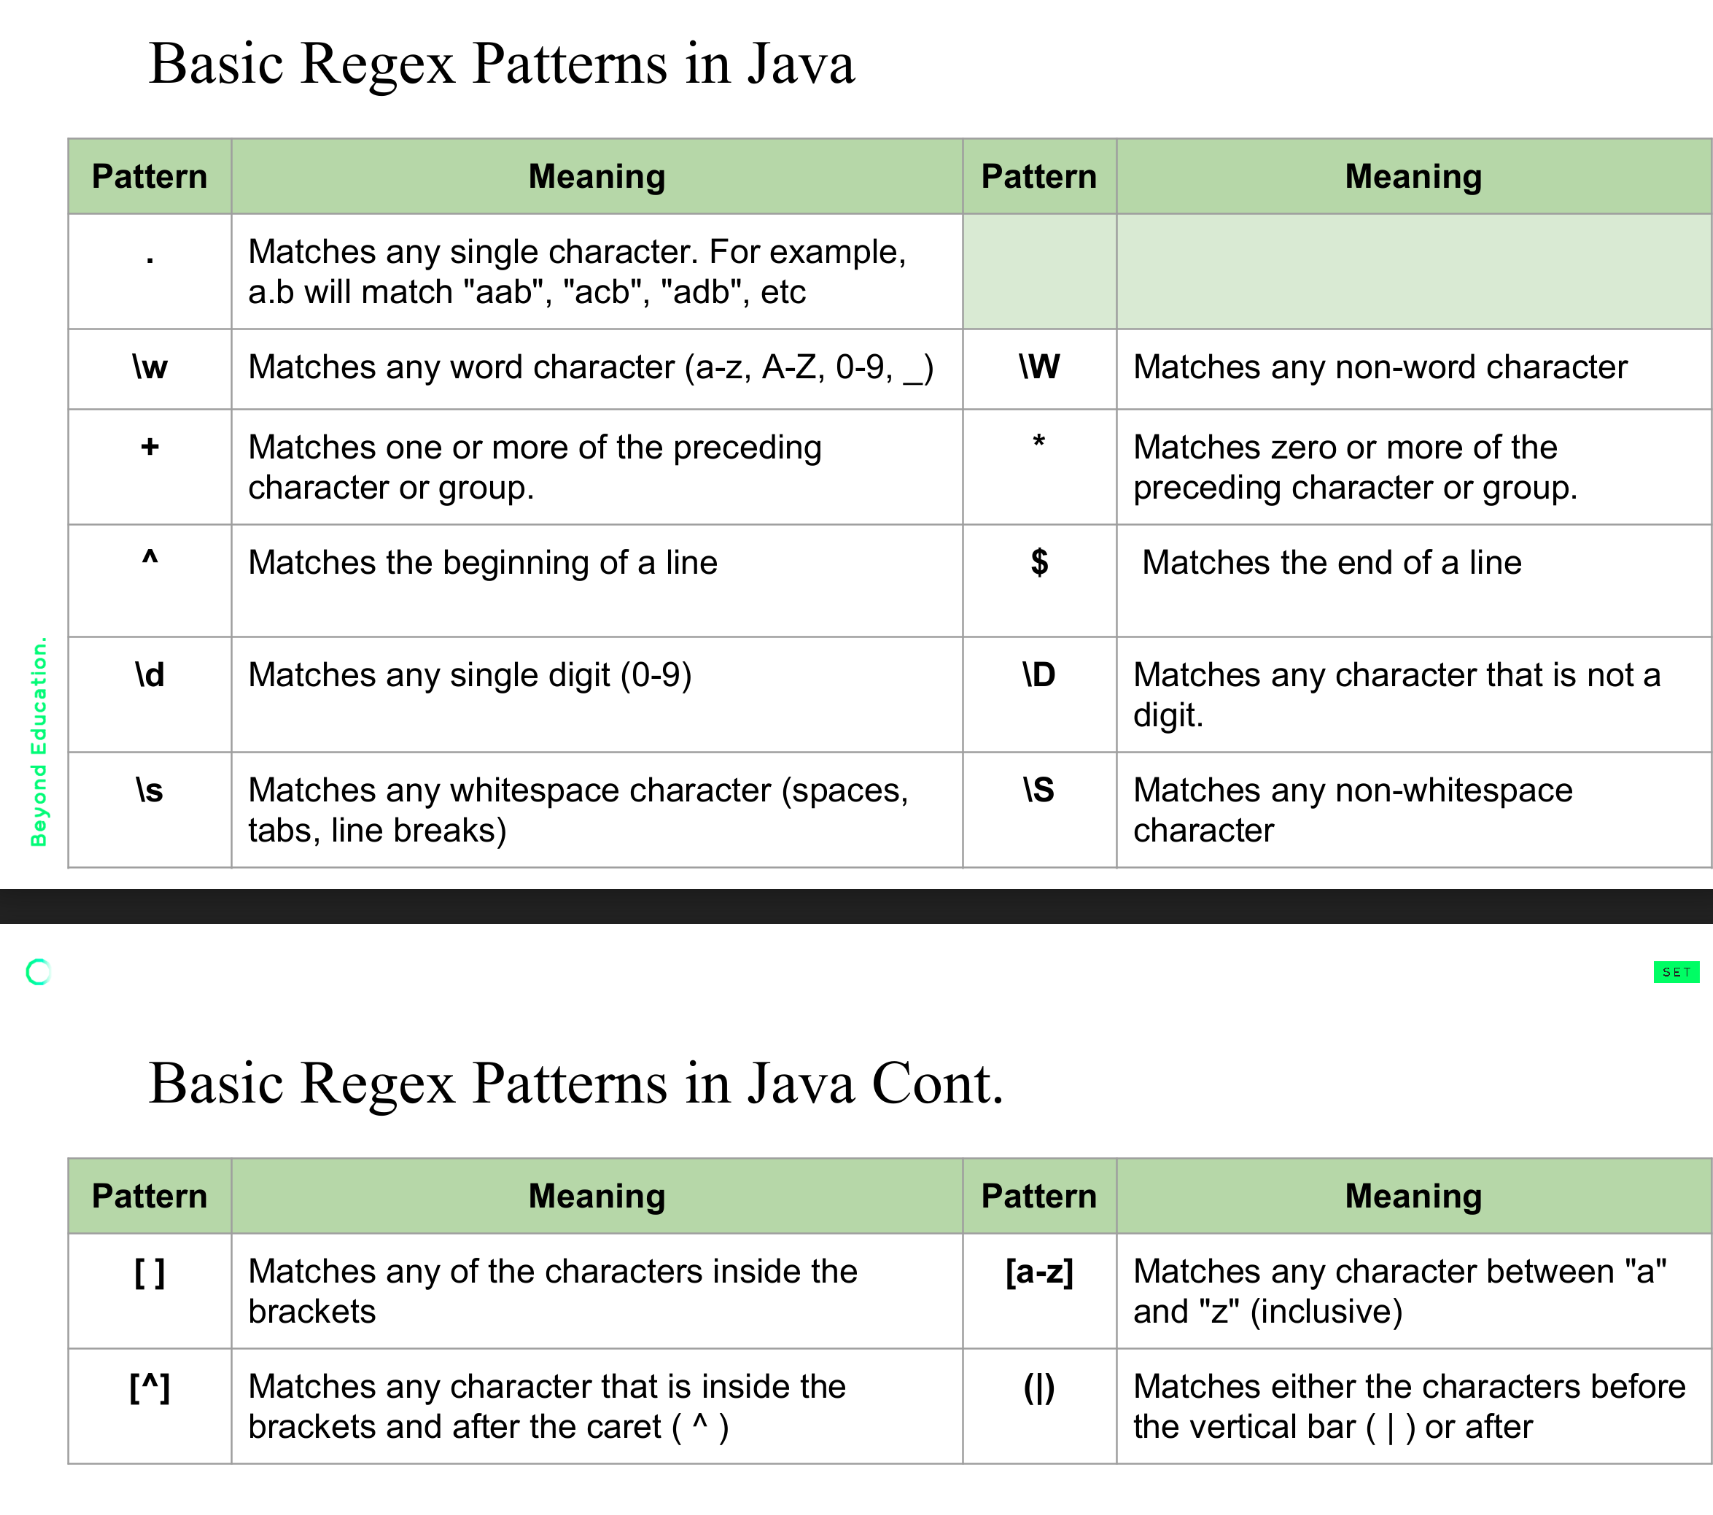 Basic Regex Patterns in Java
Pattern
Meaning
Pattern
Meaning
.
Matches any single character. For example,
a.b will match "aab", "acb", "adb", etc
\w
Matches any word character (a-z, A-Z, 0-9, _)
\W
Matches any non-word character
+
Matches one or more of the preceding
character or group.
*
Matches zero or more of the
preceding character or group.
^
Matches the beginning of a line
$
Matches the end of a line
\d
Matches any single digit (0-9)
\D
Matches any character that is not a
digit.
\s
Matches any whitespace character (spaces,
tabs, line breaks)
\S
Matches any non-whitespace
character
Beyond Education.
SET
Basic Regex Patterns in Java Cont.
Pattern
Meaning
Pattern
Meaning
[ ]
Matches any of the characters inside the
brackets
[a-z]
Matches any character between "a"
and "z" (inclusive)
[^]
Matches any character that is inside the
brackets and after the caret ( ^ )
(|)
Matches either the characters before
the vertical bar ( | ) or after